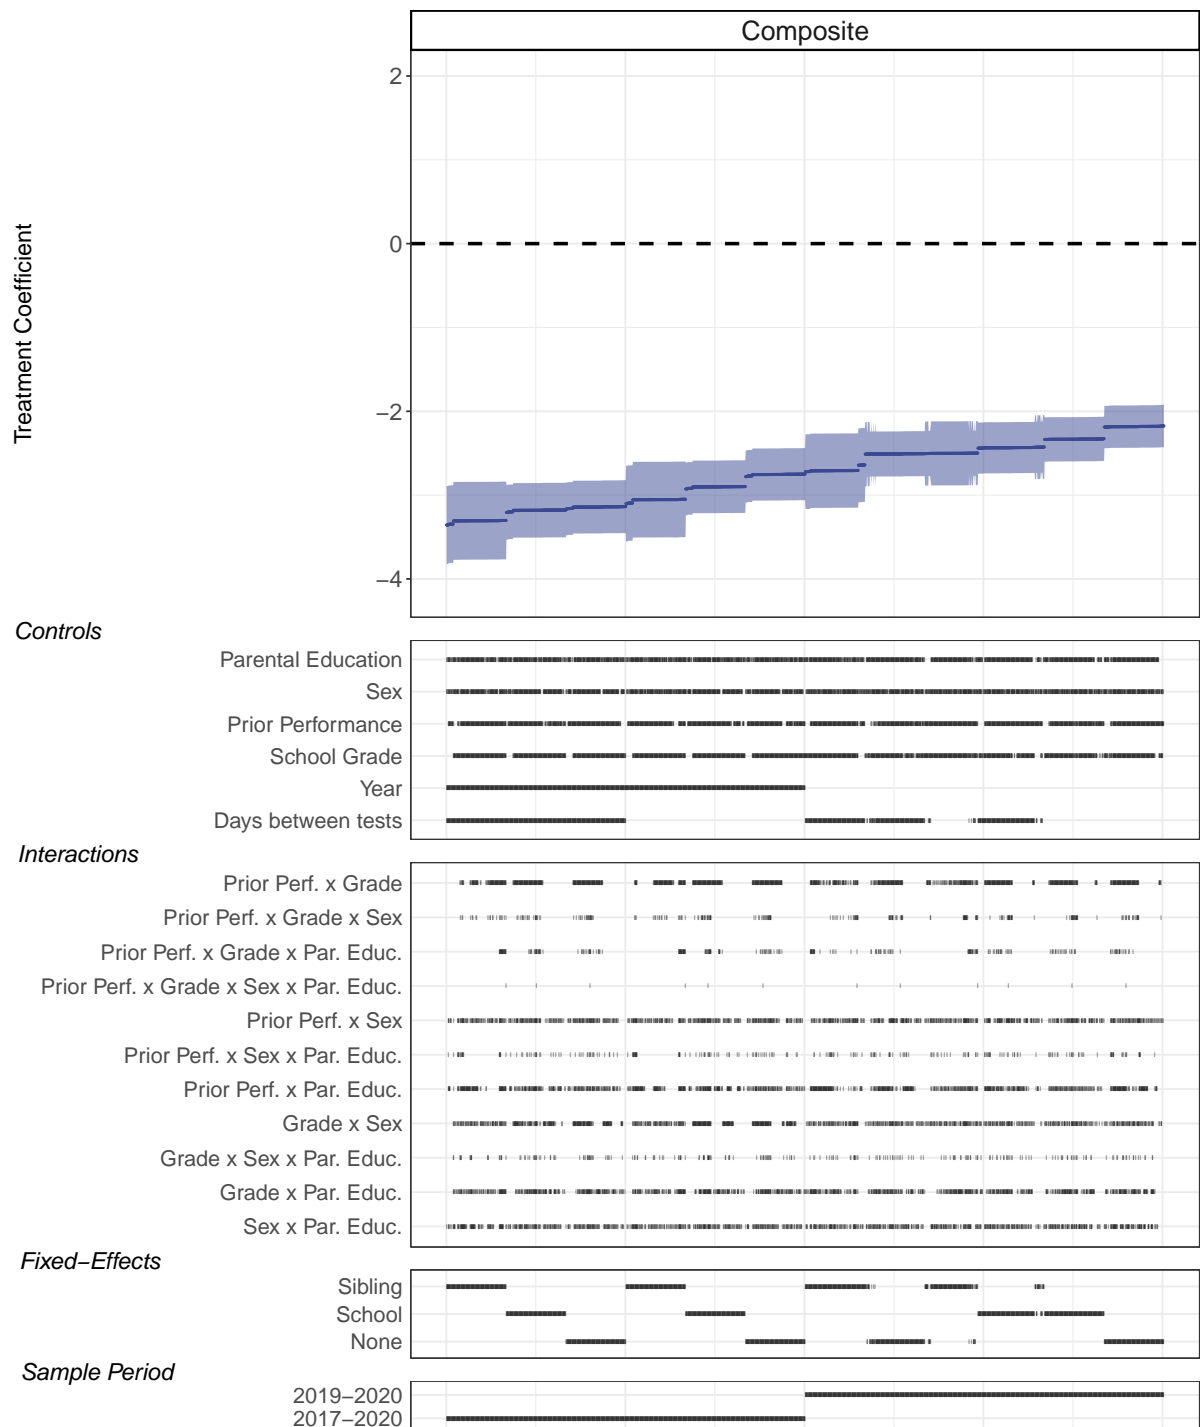 Composite
Treatment Coefficient
2
0
−2
−4
Controls
Parental Education
Sex
Prior Performance
School Grade
Year
Days between tests
Interactions
Prior Perf. x Grade
Prior Perf. x Grade x Sex
Prior Perf. x Grade x Par. Educ.
Prior Perf. x Grade x Sex x Par. Educ.
Prior Perf. x Sex
Prior Perf. x Sex x Par. Educ.
Prior Perf. x Par. Educ.
Grade x Sex
Grade x Sex x Par. Educ.
Grade x Par. Educ.
Sex x Par. Educ.
Fixed−Effects
Sibling
School
None
Sample Period
2019−2020
2017−2020